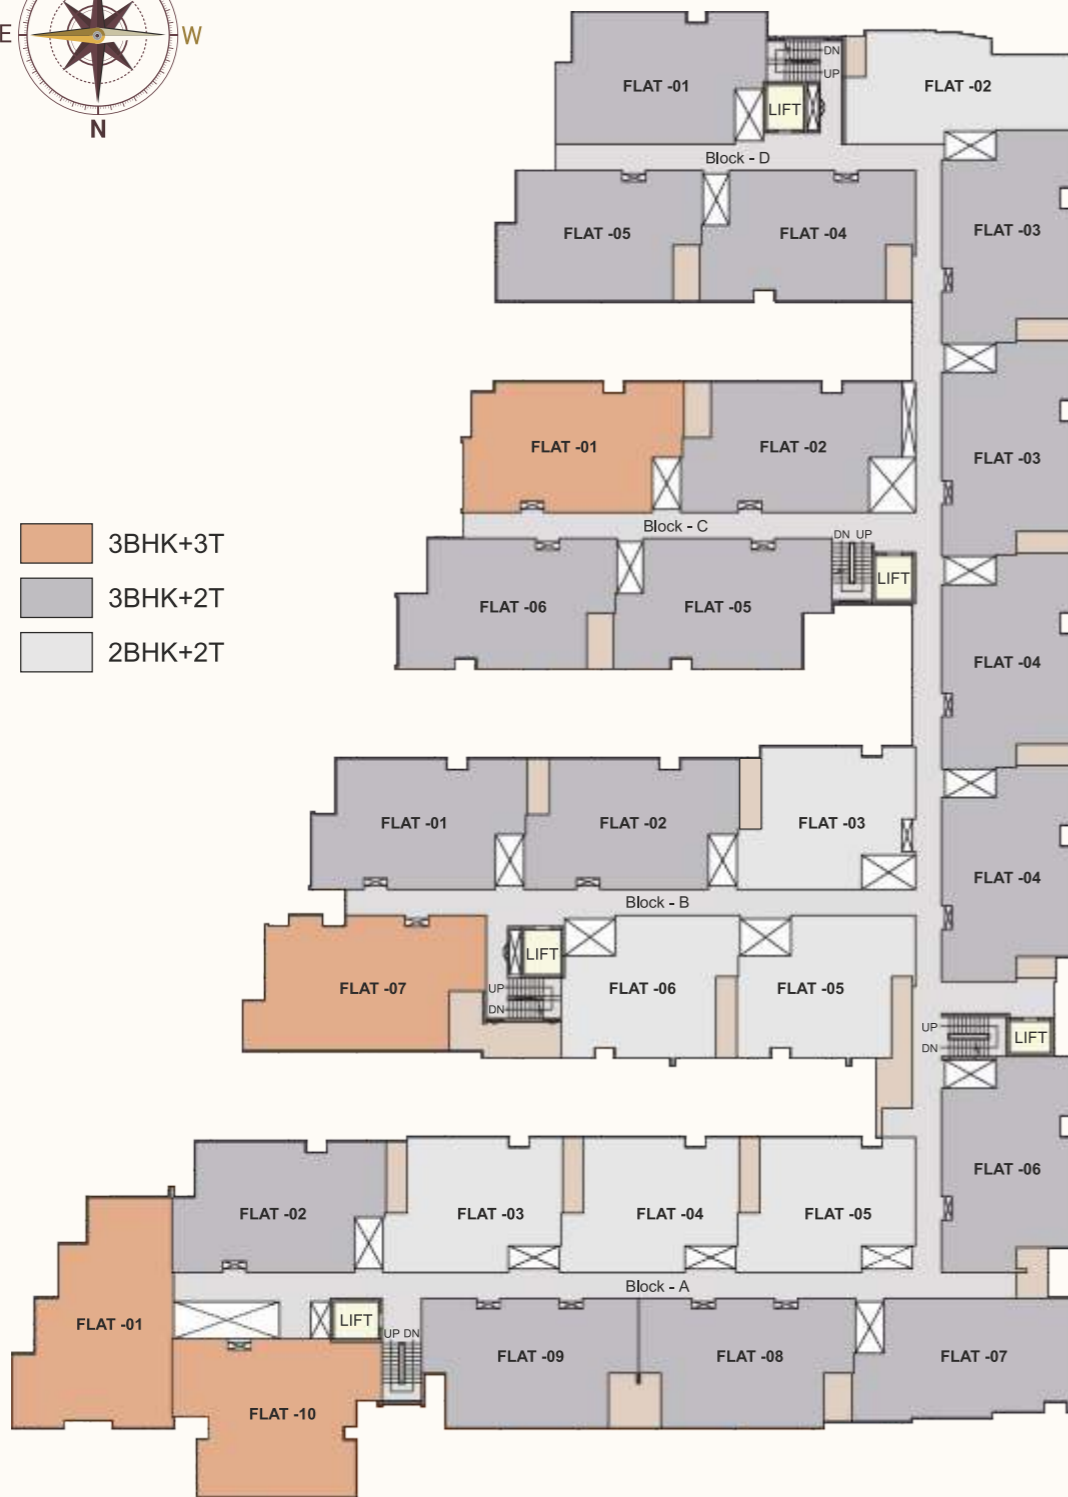 E
W
N
FLAT -01
DN
UP
LIFT
FLAT -02
Block - D
FLAT -05
FLAT -04
FLAT -03
FLAT -01
FLAT -02
FLAT -03
Block - C
DN UP
LIFT
3BHK+3T
3BHK+2T
2BHK+2T
FLAT -06
FLAT -05
FLAT -04
FLAT -01
FLAT -02
FLAT -03
FLAT -04
Block - B
LIFT
FLAT -07
UP
DN
FLAT -06
FLAT -05
UP
DN
LIFT
FLAT -06
FLAT -02
FLAT -03
FLAT -04
FLAT -05
Block - A
FLAT -01
LIFT
UP DN
FLAT -09
FLAT -08
FLAT -07
FLAT -10